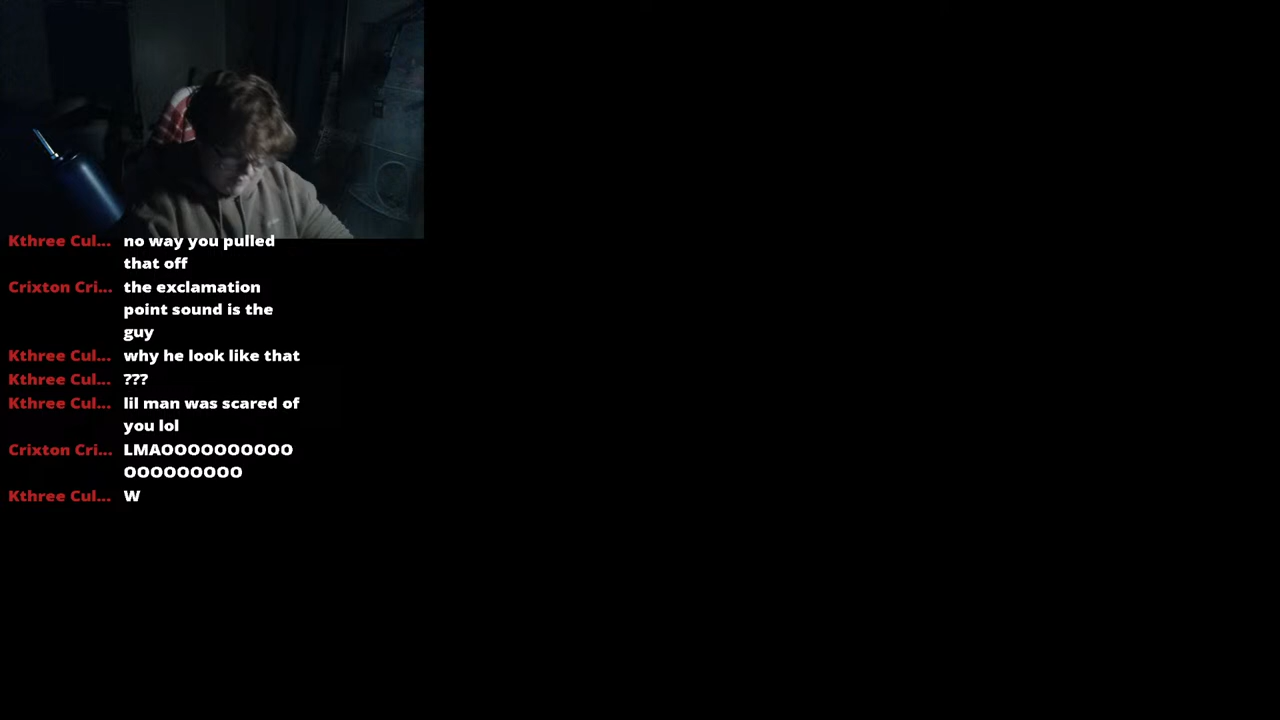 Kthree Cul... no way you pulled
that off
Crixton Cri... the exclamation
point sound is the
guy
Kthree Cul... why he look like that
Kthree Cul... ???
Kthree Cul... lil man was scared of
you lol
Crixton Cri... LMAOOOOOOOOOO
OOOOOOOOO
Kthree Cul... W